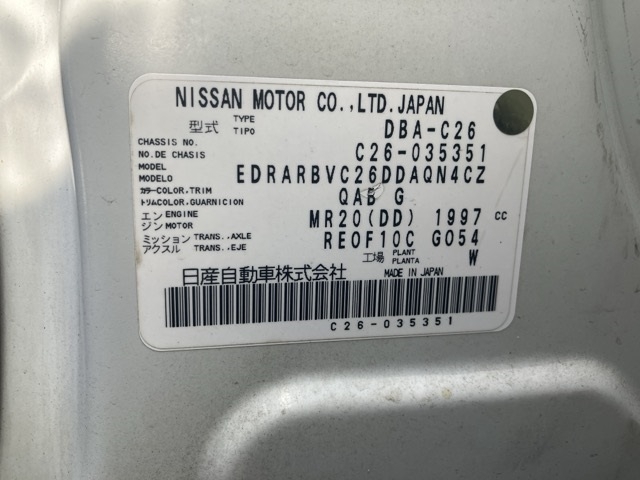 NISSAN MOTOR CO.,LTD.JAPAN
型式 TYPE TIPO DBA-C26
CHASSIS NO. NO.DE CHASIS C26-035351
MODEL MODELO EDRARBVC26DDAQN4CZ
カラー COLOR,TRIM トリム COLOR,GUARNICION QAB G
エンジン ENGINE MOTOR MR20(DD) 1997 cc
ミッション TRANS.,AXLE アクスル TRANS.,EJE RE0F10C G054
工場 PLANT PLANTA W
日産自動車株式会社 MADE IN JAPAN
C26-035351